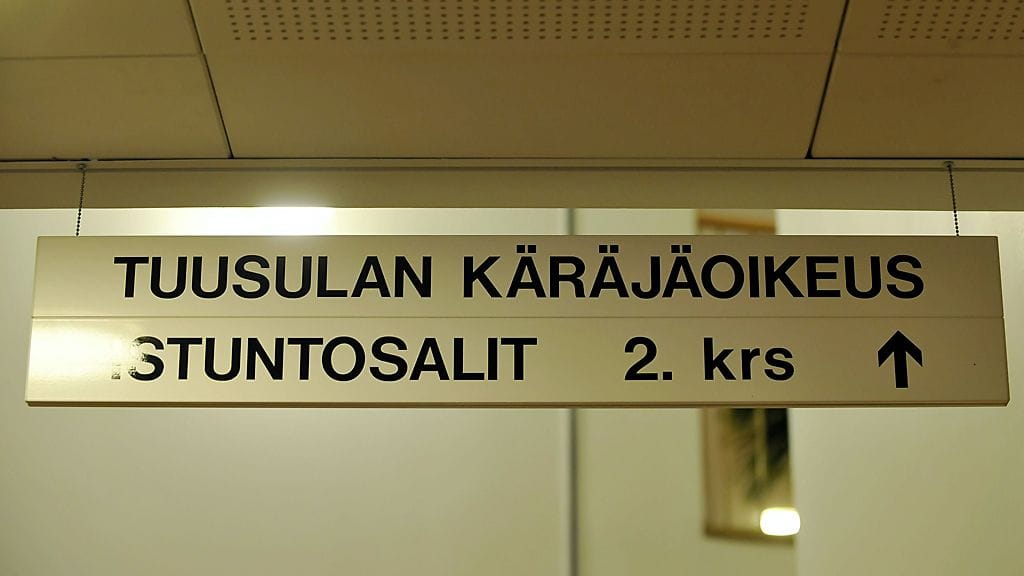 TUUSULAN KÄRÄJÄOIKEUS
ISTUNTOSALIT 2. krs ↑